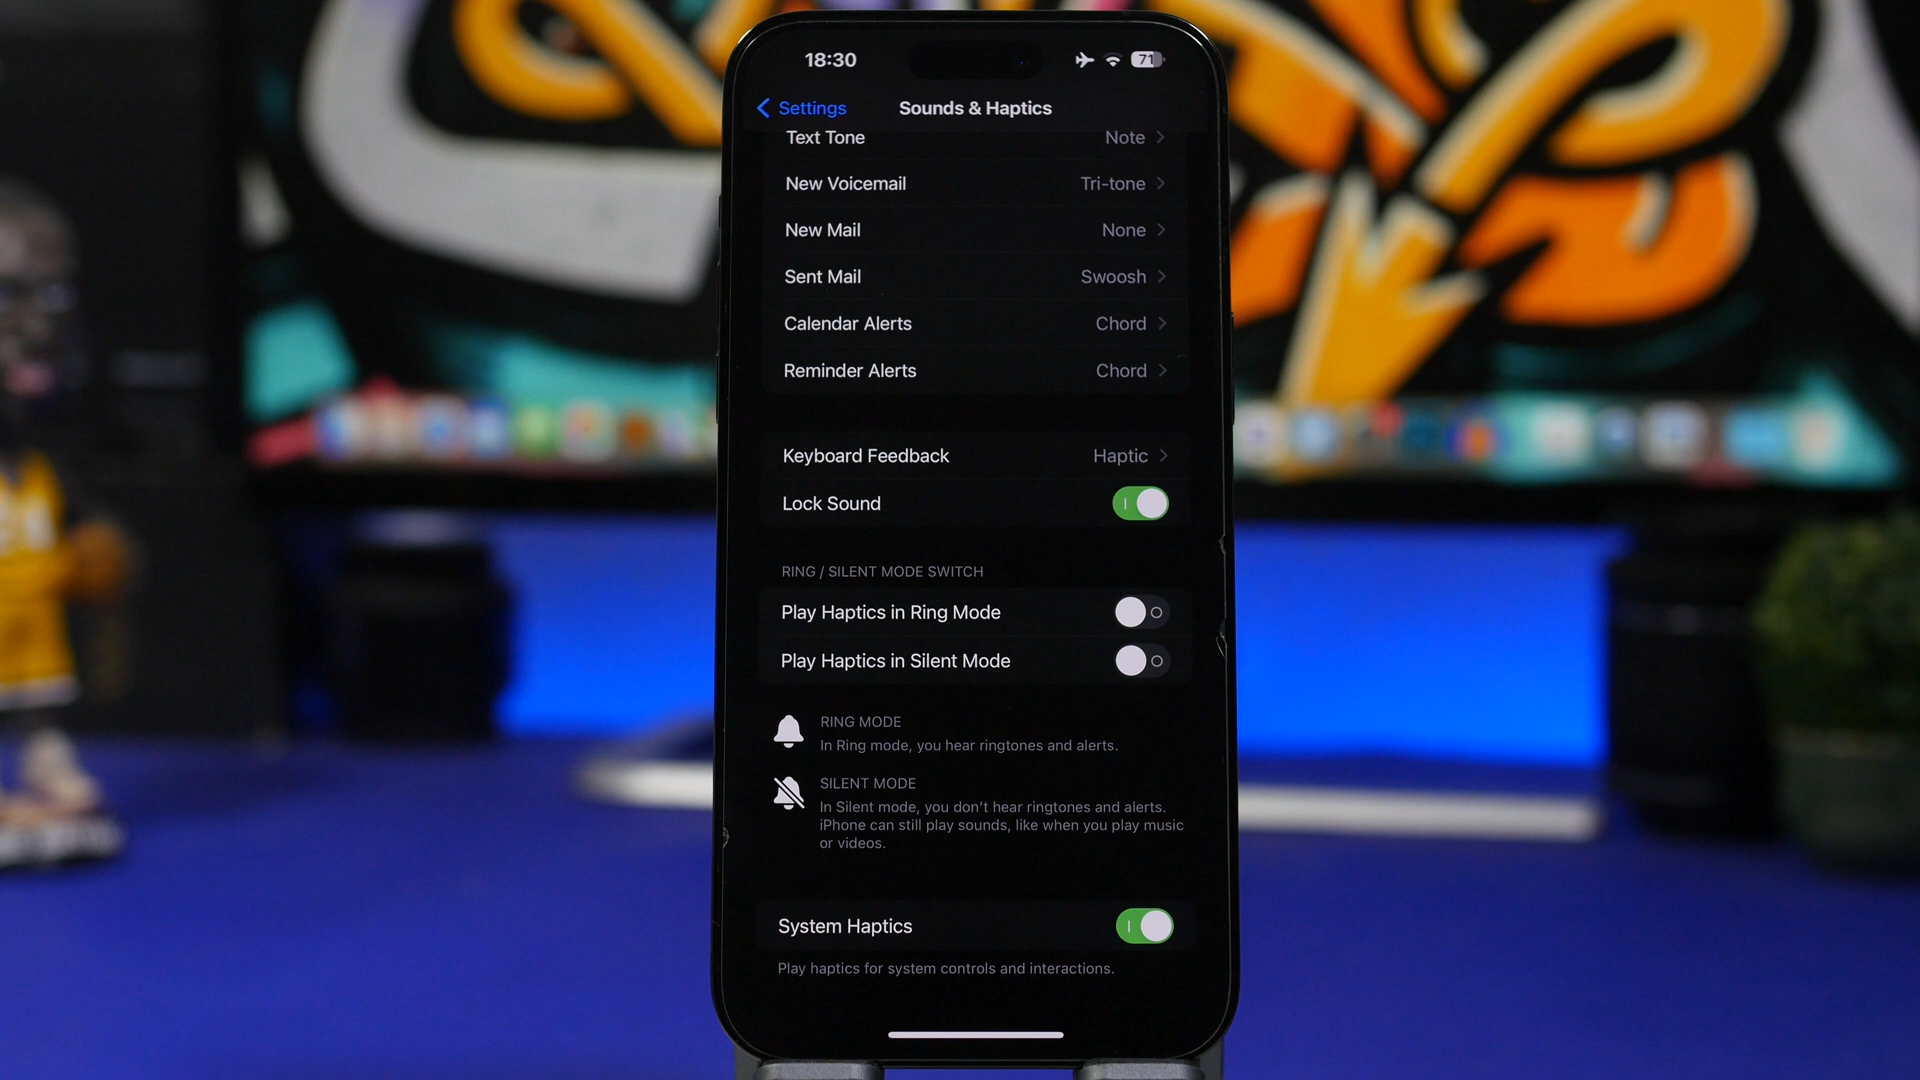 18:30
71
Settings
Sounds & Haptics
Text Tone
Note
New Voicemail
Tri-tone
New Mail
None
Sent Mail
Swoosh
Calendar Alerts
Chord
Reminder Alerts
Chord
Keyboard Feedback
Haptic
Lock Sound
RING / SILENT MODE SWITCH
Play Haptics in Ring Mode
Play Haptics in Silent Mode
RING MODE
In Ring mode, you hear ringtones and alerts.
SILENT MODE
In Silent mode, you don't hear ringtones and alerts.
iPhone can still play sounds, like when you play music
or videos.
System Haptics
Play haptics for system controls and interactions.